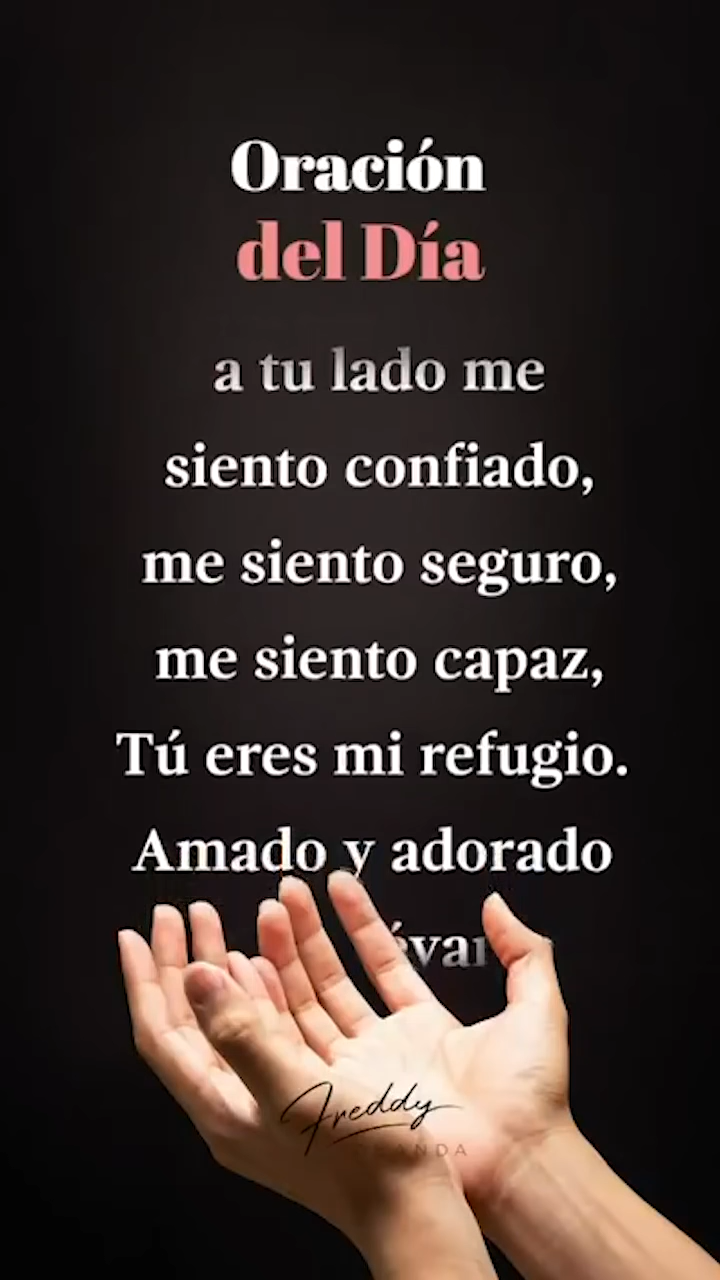 Oración
del Día
a tu lado me
siento confiado,
me siento seguro,
me siento capaz,
Tú eres mi refugio.
Amado y adorado
Freddy